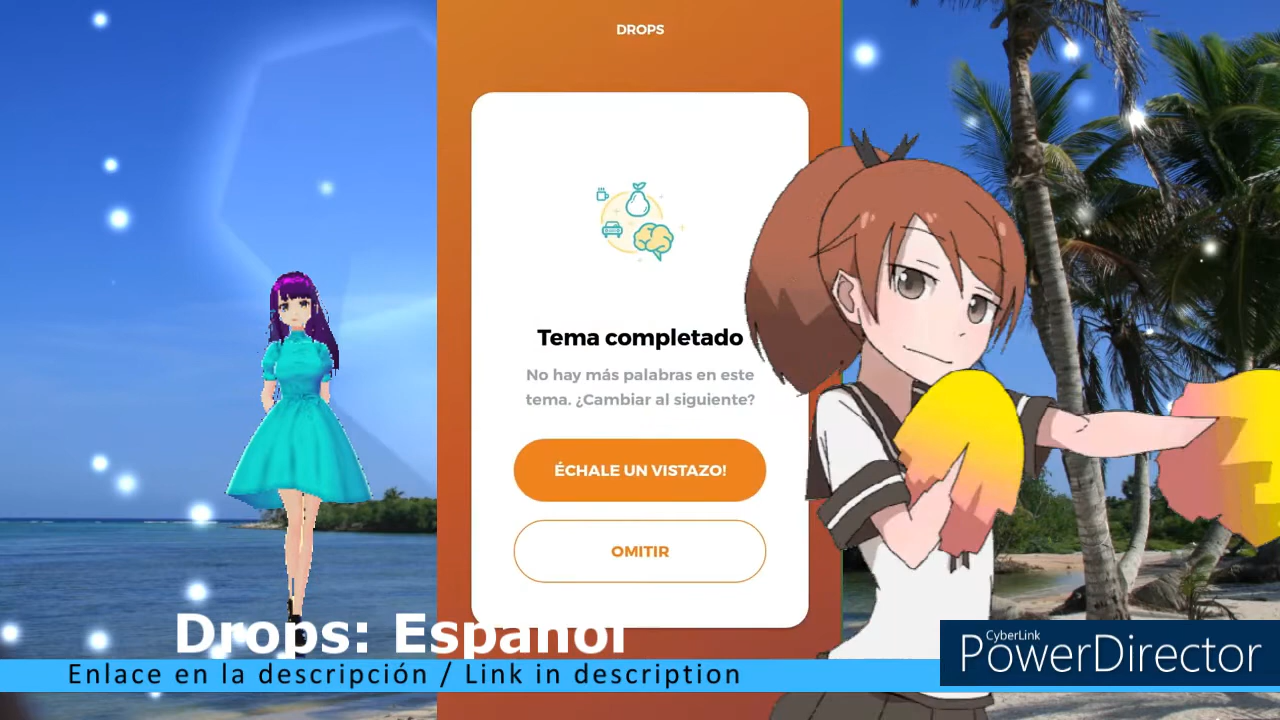 DROPS
Tema completado
No hay más palabras en este
tema. ¿Cambiar al siguiente?
ÉCHALE UN VISTAZO!
OMITIR
Drops: Español
Enlace en la descripción / Link in description
CyberLink
PowerDirector